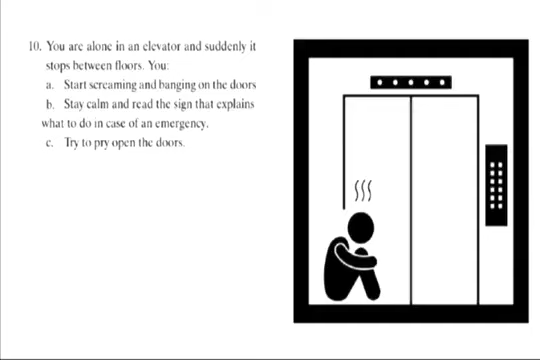 10. You are alone in an elevator and suddenly it
stops between floors. You:
a. Start screaming and banging on the doors
b. Stay calm and read the sign that explains
what to do in case of an emergency.
c. Try to pry open the doors.